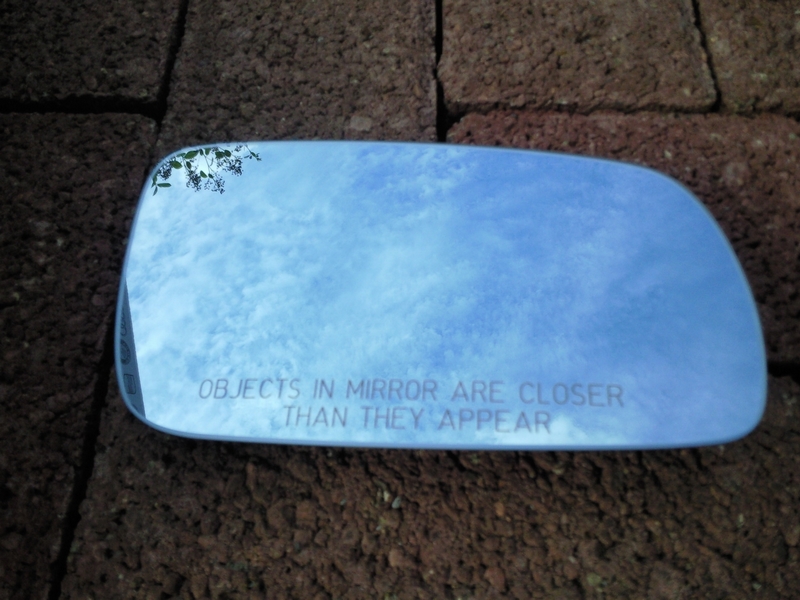 OBJECTS IN MIRROR ARE CLOSER
THAN THEY APPEAR